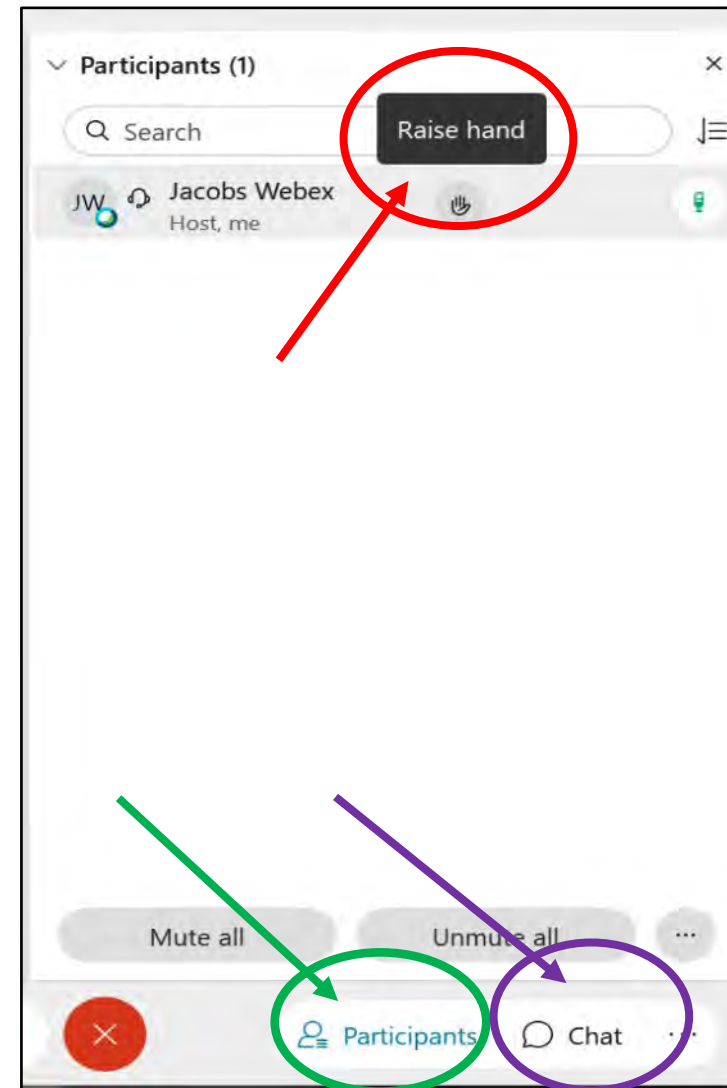 Participants (1)
Search
Raise hand
JW
Jacobs Webex
Host, me
Mute all
Unmute all
Participants
Chat